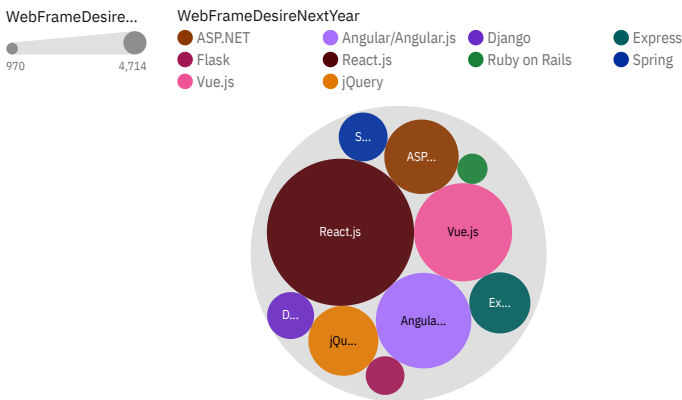 WebFrameDesire...
970
4,714
WebFrameDesireNextYear
ASP.NET
Angular/Angular.js
Django
Express
Flask
React.js
Ruby on Rails
Spring
Vue.js
jQuery
S...
ASP...
React.js
Vue.js
D...
Ex...
Angula...
jQu...